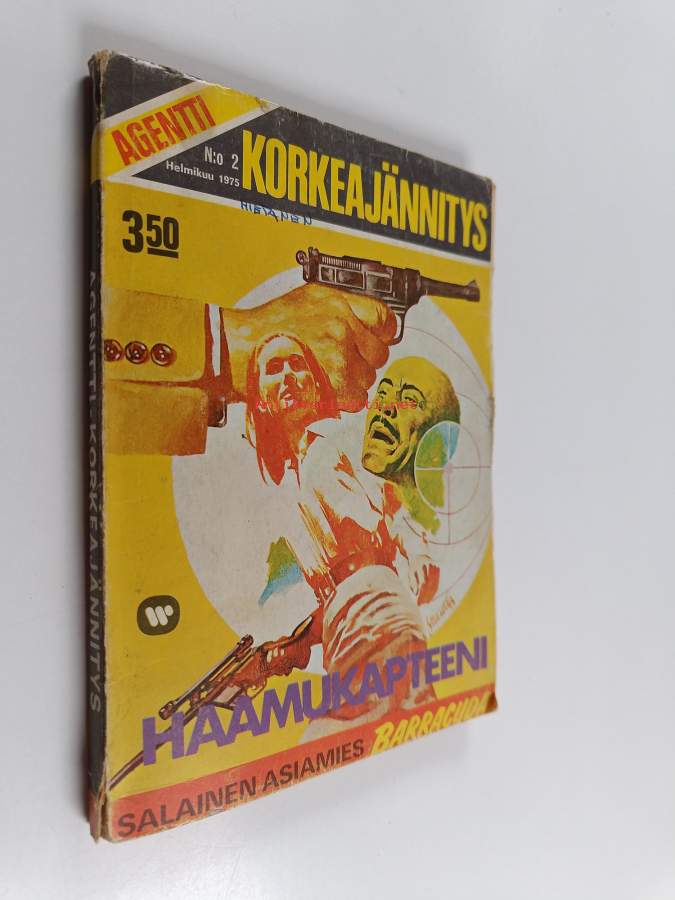 AGENTTI
N:o 2
Helmikuu 1975
KORKEAJÄNNITYS
3 50
HAAMUKAPTEENI
SALAINEN ASIAMIES BARRACUDA
AGENTTI-KORKEAJÄNNITYS